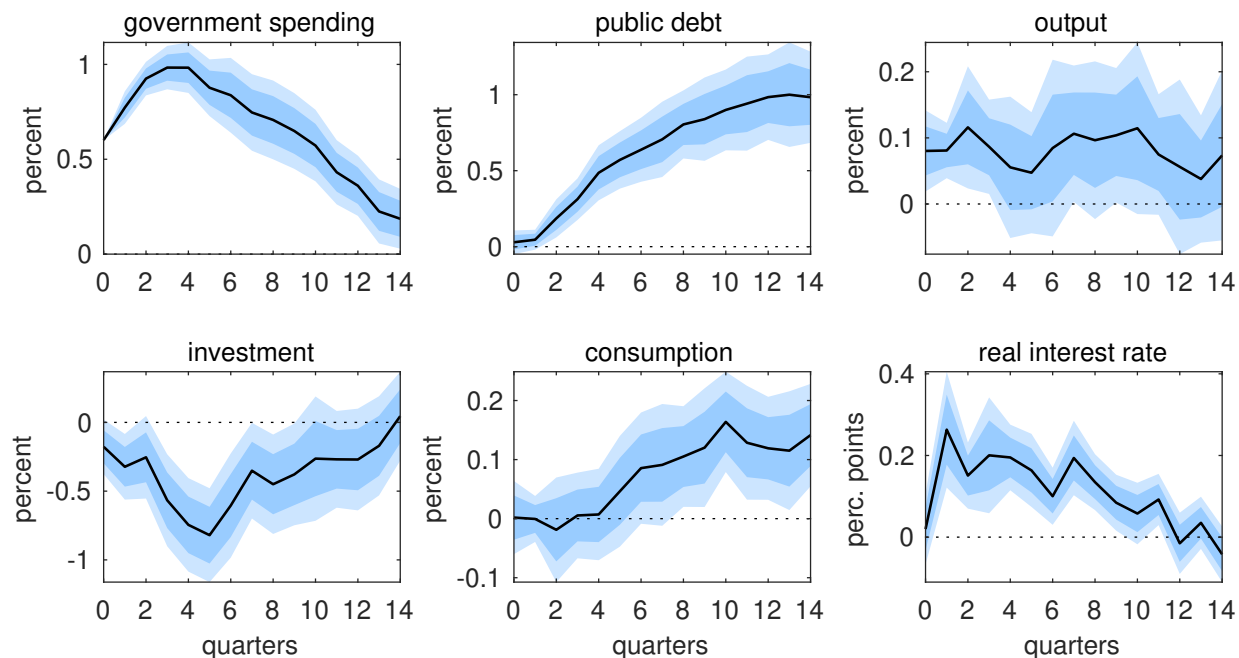 government spending
percent
1
0.5
0
0 2 4 6 8 10 12 14
public debt
percent
1
0.5
0
0 2 4 6 8 10 12 14
output
percent
0.2
0.1
0
0 2 4 6 8 10 12 14
investment
percent
0
-0.5
-1
0 2 4 6 8 10 12 14
quarters
consumption
percent
0.2
0.1
0
-0.1
0 2 4 6 8 10 12 14
quarters
real interest rate
perc. points
0.4
0.2
0
0 2 4 6 8 10 12 14
quarters